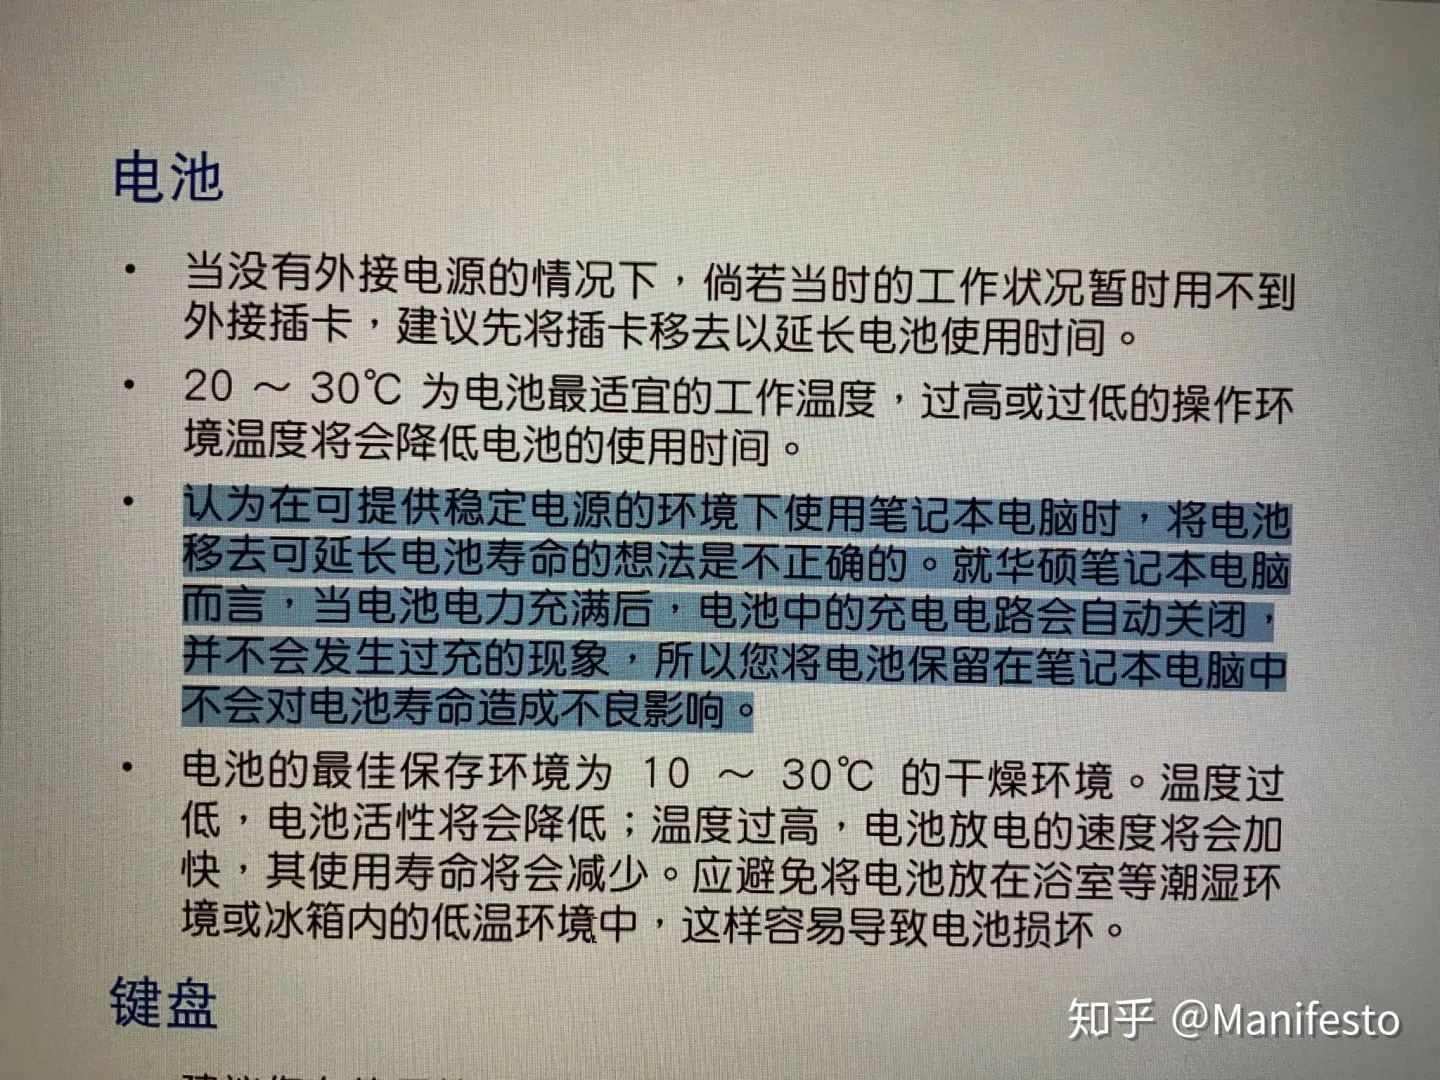 电池
• 当没有外接电源的情况下，倘若当时的工作状况暂时用不到
外接插卡，建议先将插卡移去以延长电池使用时间。
• 20 ～ 30℃ 为电池最适宜的工作温度，过高或过低的操作环
境温度将会降低电池的使用时间。
• 认为在可提供稳定电源的环境下使用笔记本电脑时，将电池
移去可延长电池寿命的想法是不正确的。就华硕笔记本电脑
而言，当电池电力充满后，电池中的充电电路会自动关闭，
并不会发生过充的现象，所以您将电池保留在笔记本电脑中
不会对电池寿命造成不良影响。
• 电池的最佳保存环境为 10 ～ 30℃ 的干燥环境。温度过
低，电池活性将会降低；温度过高，电池放电的速度将会加
快，其使用寿命将会减少。应避免将电池放在浴室等潮湿环
境或冰箱内的低温环境中，这样容易导致电池损坏。
键盘
知乎 @Manifesto